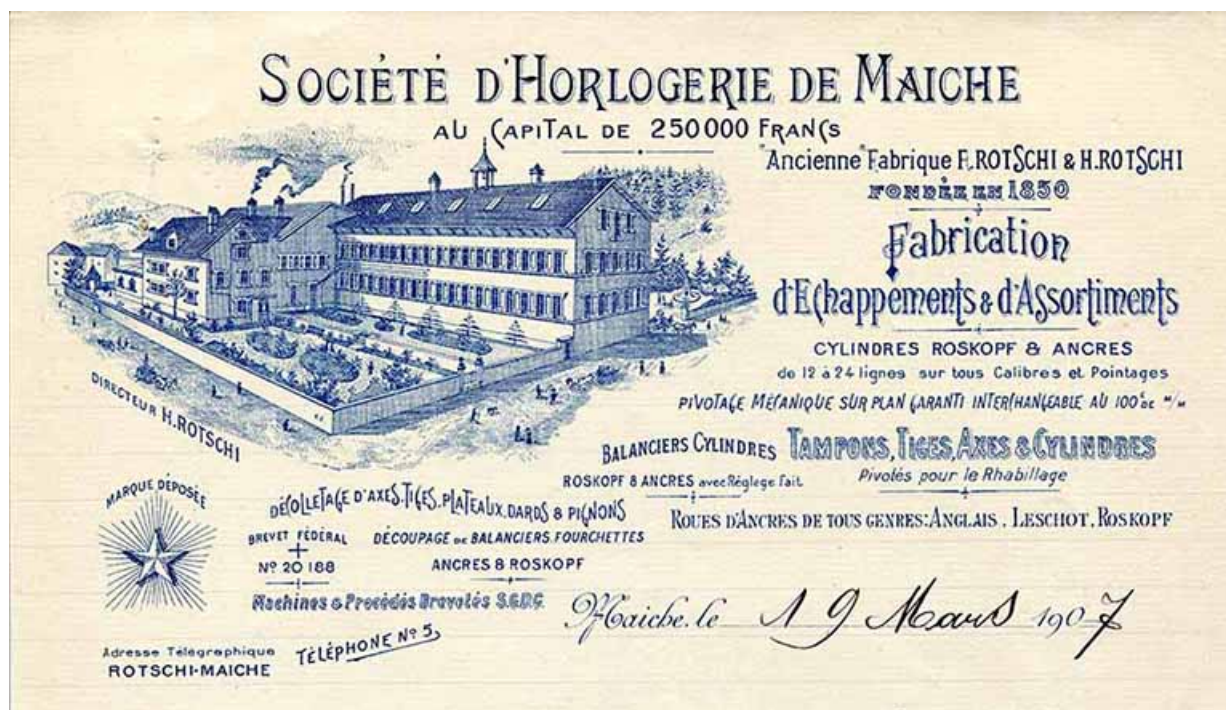 SOCIÉTÉ D'HORLOGERIE DE MAICHE
AU CAPITAL DE 250000 FRANCS
"Ancienne" Fabrique F. ROTSCHI & H. ROTSCHI
FONDÉE EN 1850
Fabrication
d'Echappements & d'Assortiments
CYLINDRES ROSKOPF & ANCRES
de 12 à 24 lignes sur tous Calibres et Pointages
PIVOTAGE MÉCANIQUE SUR PLAN GARANTI INTERCHANGEABLE AU 100e DE M/M
DIRECTEUR H. ROTSCHI
BALANCIERS CYLINDRES TAMPONS, TIGES, AXES & CYLINDRES
ROSKOPF & ANCRES avec Réglege fait Pivotés pour le Rhabillage
ROUES D'ANCRES DE TOUS GENRES: ANGLAIS, LESCHOT, ROSKOPF
MARQUE DÉPOSÉE
DÉCOLLETAGE D'AXES, TIGES, PLATEAUX, DARDS & PIGNONS
BREVET FÉDÉRAL
Nº 20188
DÉCOUPAGE DE BALANCIERS FOURCHETTES
ANCRES & ROSKOPF
Machines & Procédés Brevetés S.G.D.G.
Maiche, le 19 Mars 1907
Adresse Télégraphique
ROTSCHI-MAICHE
TÉLÉPHONE Nº 5